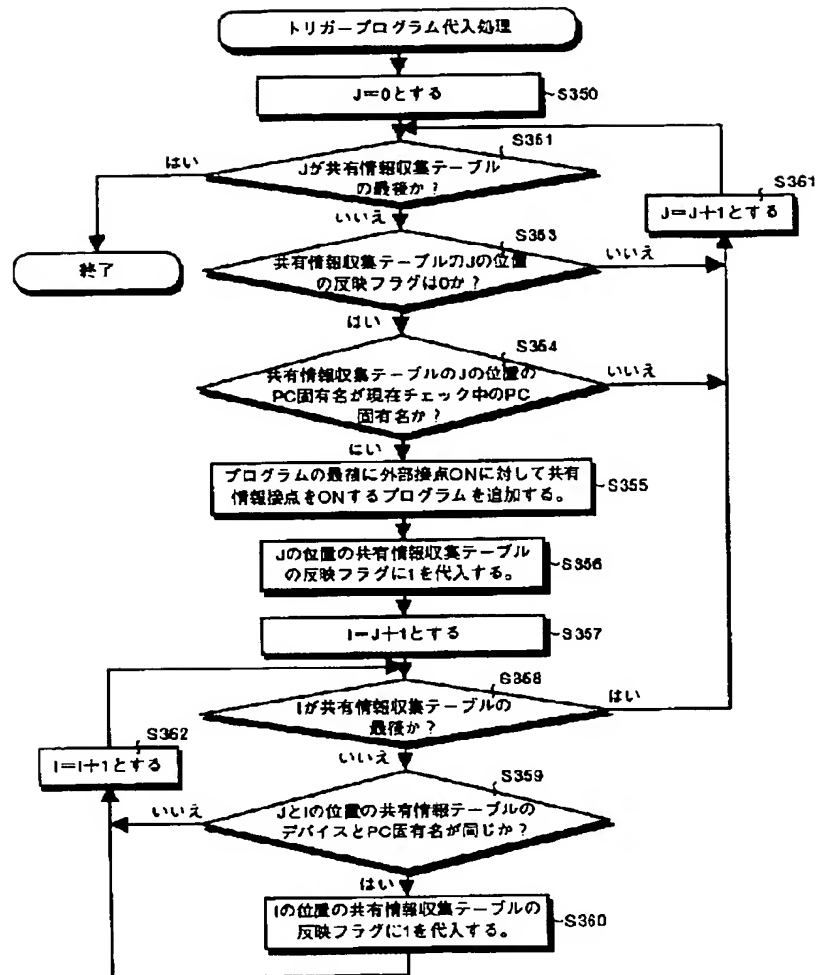 トリガープログラム代入処理
J=0とする
S350
S351
はい
Jが共有情報収集テーブル
の最後か?
S361
J=J+1とする
いいえ
終了
S353
共有情報収集テーブルのJの位置
の反映フラグは0か?
いいえ
はい
S354
共有情報収集テーブルのJの位置の
PC固有名が現在チェック中のPC
固有名か?
いいえ
はい
プログラムの最後に外部接点ONに対して共有
情報接点をONするプログラムを追加する。
S355
Jの位置の共有情報収集テーブル
の反映フラグに1を代入する。
S356
I=J+1とする
S357
S358
Iが共有情報収集テーブルの
最後か?
はい
S362
I=I+1とする
いいえ
S359
JとIの位置の共有情報テーブルの
デバイスとPC固有名が同じか?
いいえ
はい
Iの位置の共有情報収集テーブルの
反映フラグに1を代入する。
S360